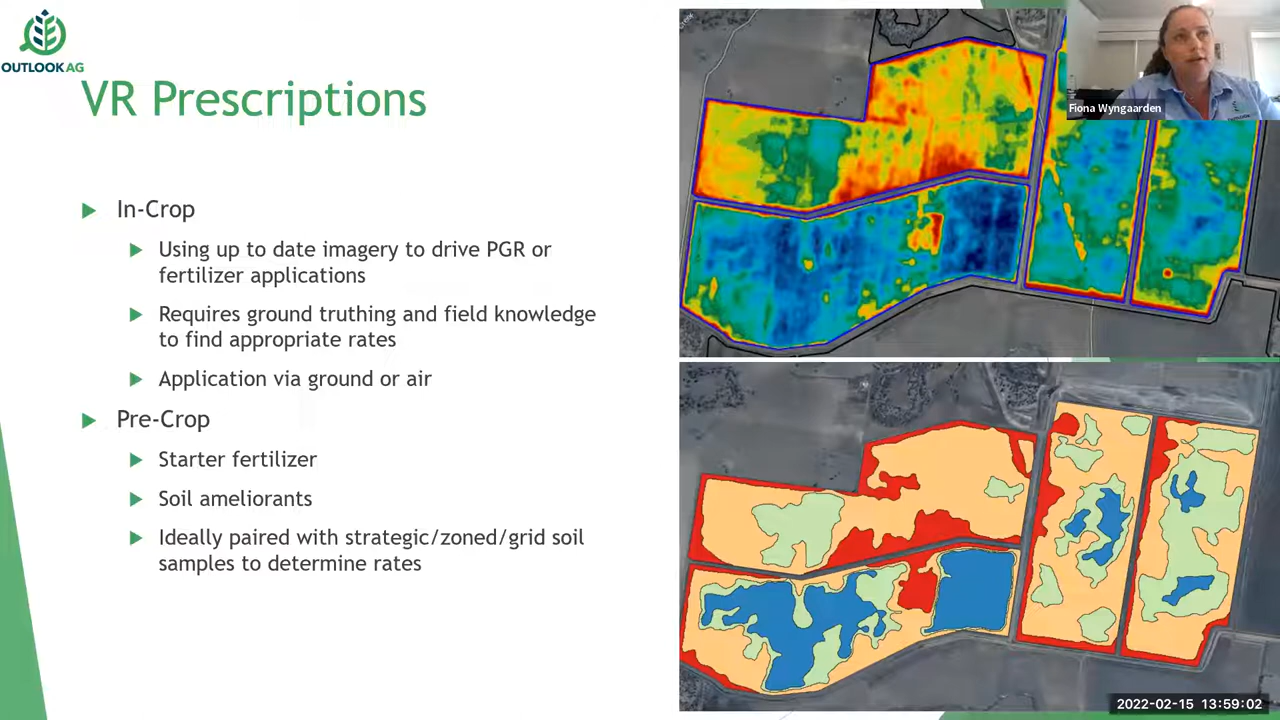 OUTLOOK AG
VR Prescriptions
In-Crop
Using up to date imagery to drive PGR or
fertilizer applications
Requires ground truthing and field knowledge
to find appropriate rates
Application via ground or air
Pre-Crop
Starter fertilizer
Soil ameliorants
Ideally paired with strategic/zoned/grid soil
samples to determine rates
Fiona Wyngaarden
2022-02-15 13:59:02